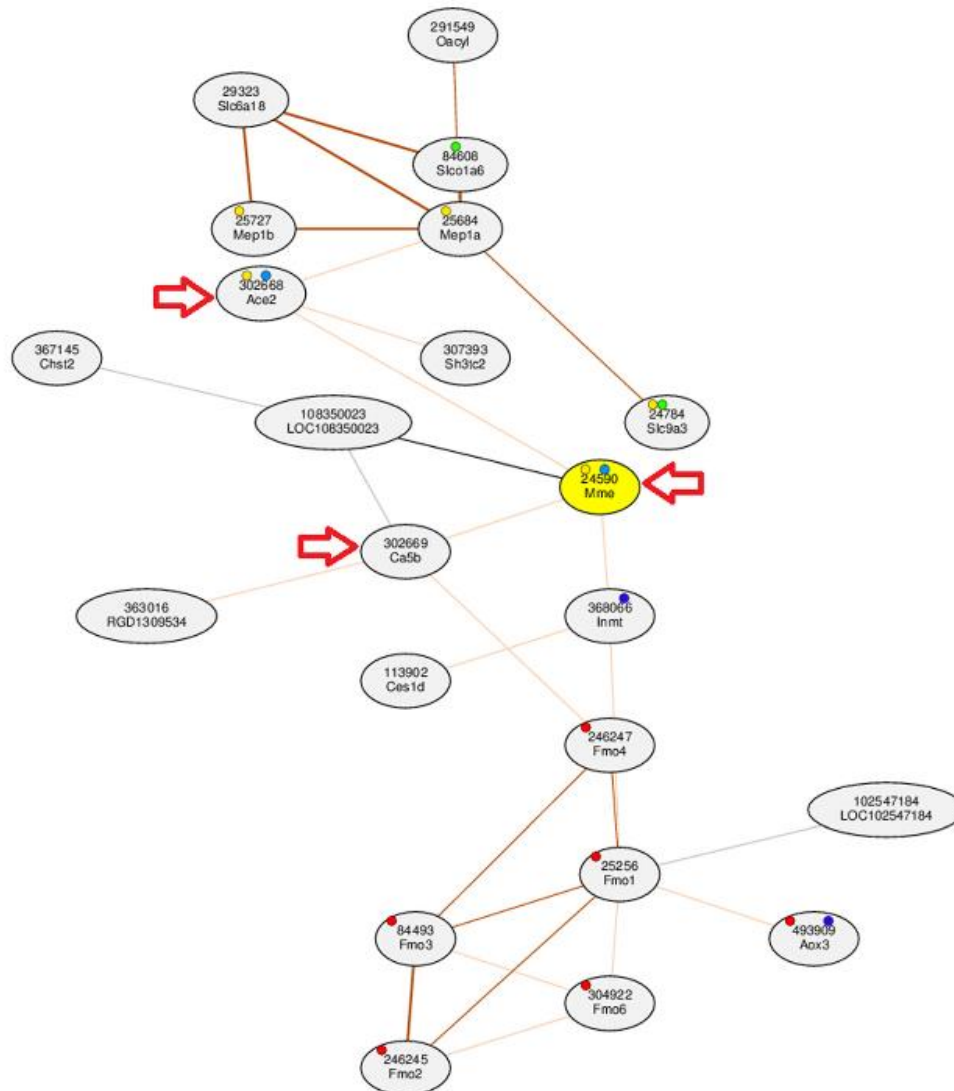 291549
Oacyl
29323
Slc6a18
84608
Slco1a6
25727
Mep1b
25684
Mep1a
302668
Ace2
367145
Chst2
307393
Sh3tc2
108350023
LOC108350023
24784
Slc9a3
24590
Mme
302669
Ca5b
363016
RGD1309534
368066
Inmt
113902
Ces1d
246247
Fmo4
102547184
LOC102547184
25256
Fmo1
84493
Fmo3
493909
Aox3
304922
Fmo6
246245
Fmo2